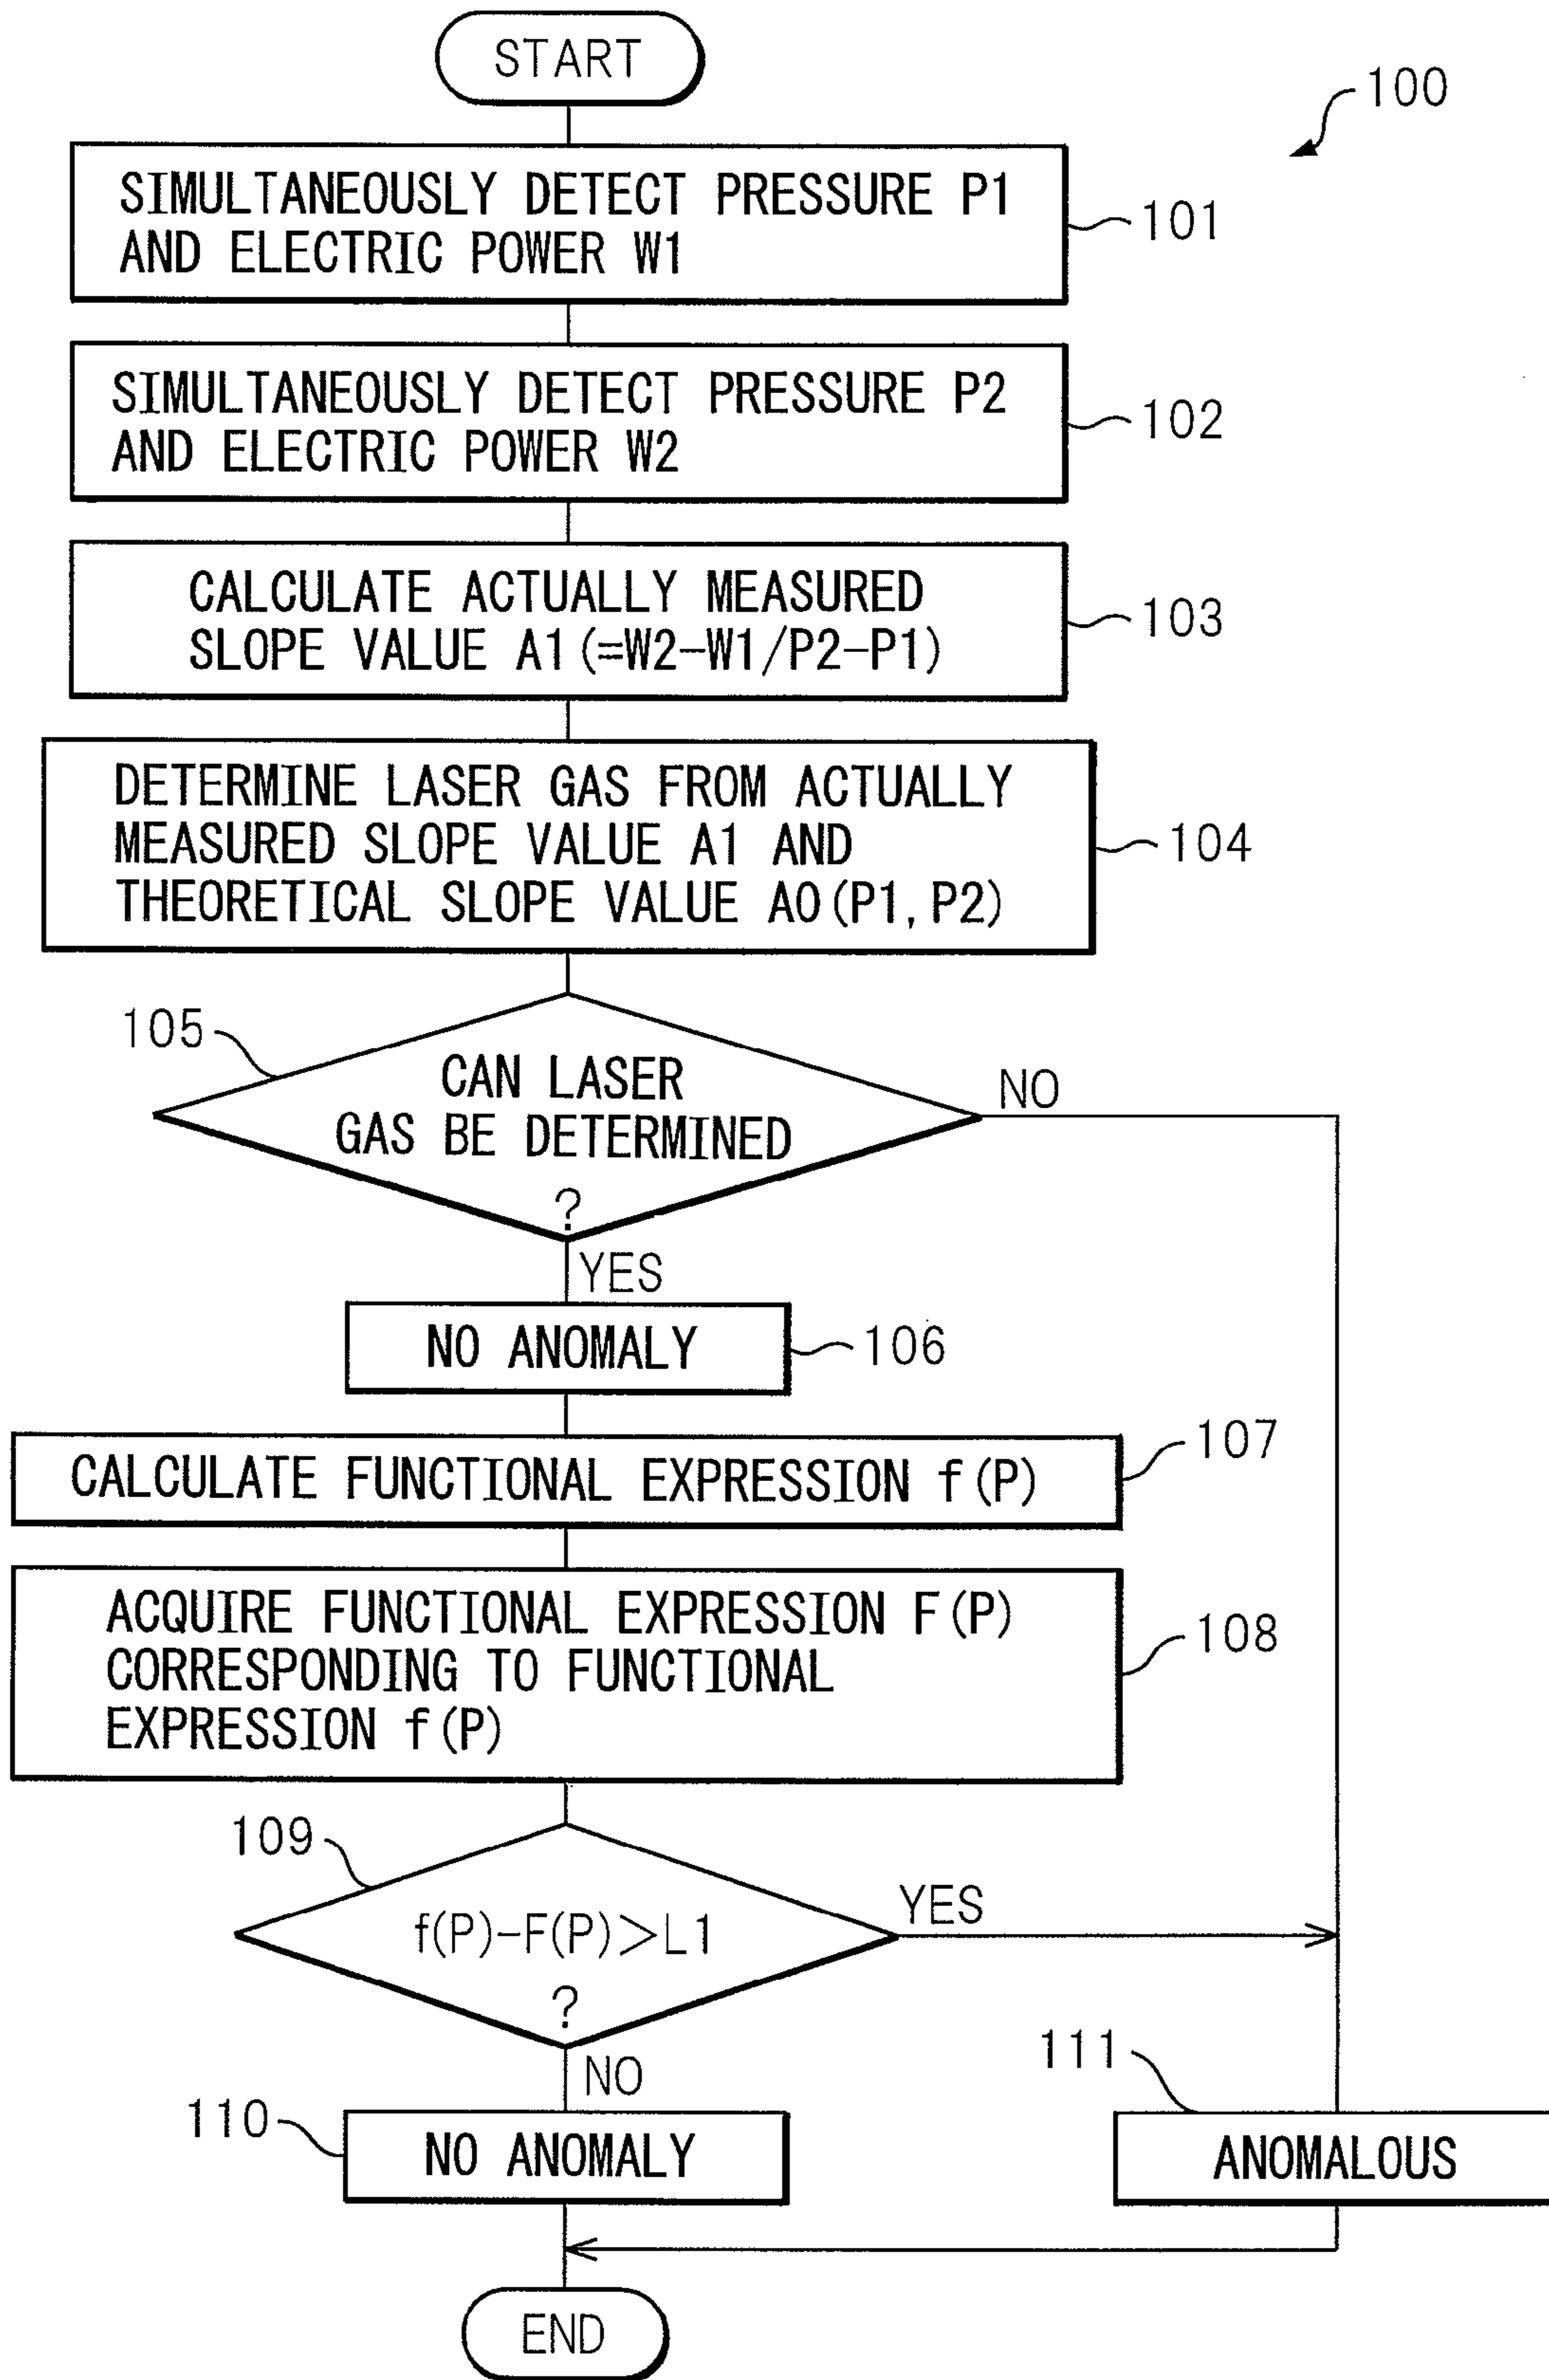 START
100
SIMULTANEOUSLY DETECT PRESSURE P1
AND ELECTRIC POWER W1
101
SIMULTANEOUSLY DETECT PRESSURE P2
AND ELECTRIC POWER W2
102
CALCULATE ACTUALLY MEASURED
SLOPE VALUE A1(=W2-W1/P2-P1)
103
DETERMINE LASER GAS FROM ACTUALLY
MEASURED SLOPE VALUE A1 AND
THEORETICAL SLOPE VALUE A0(P1,P2)
104
105
CAN LASER
GAS BE DETERMINED
?
NO
YES
NO ANOMALY
106
CALCULATE FUNCTIONAL EXPRESSION f(P)
107
ACQUIRE FUNCTIONAL EXPRESSION F(P)
CORRESPONDING TO FUNCTIONAL
EXPRESSION f(P)
108
109
f(P)-F(P)>L1
?
YES
NO
110
NO ANOMALY
111
ANOMALOUS
END